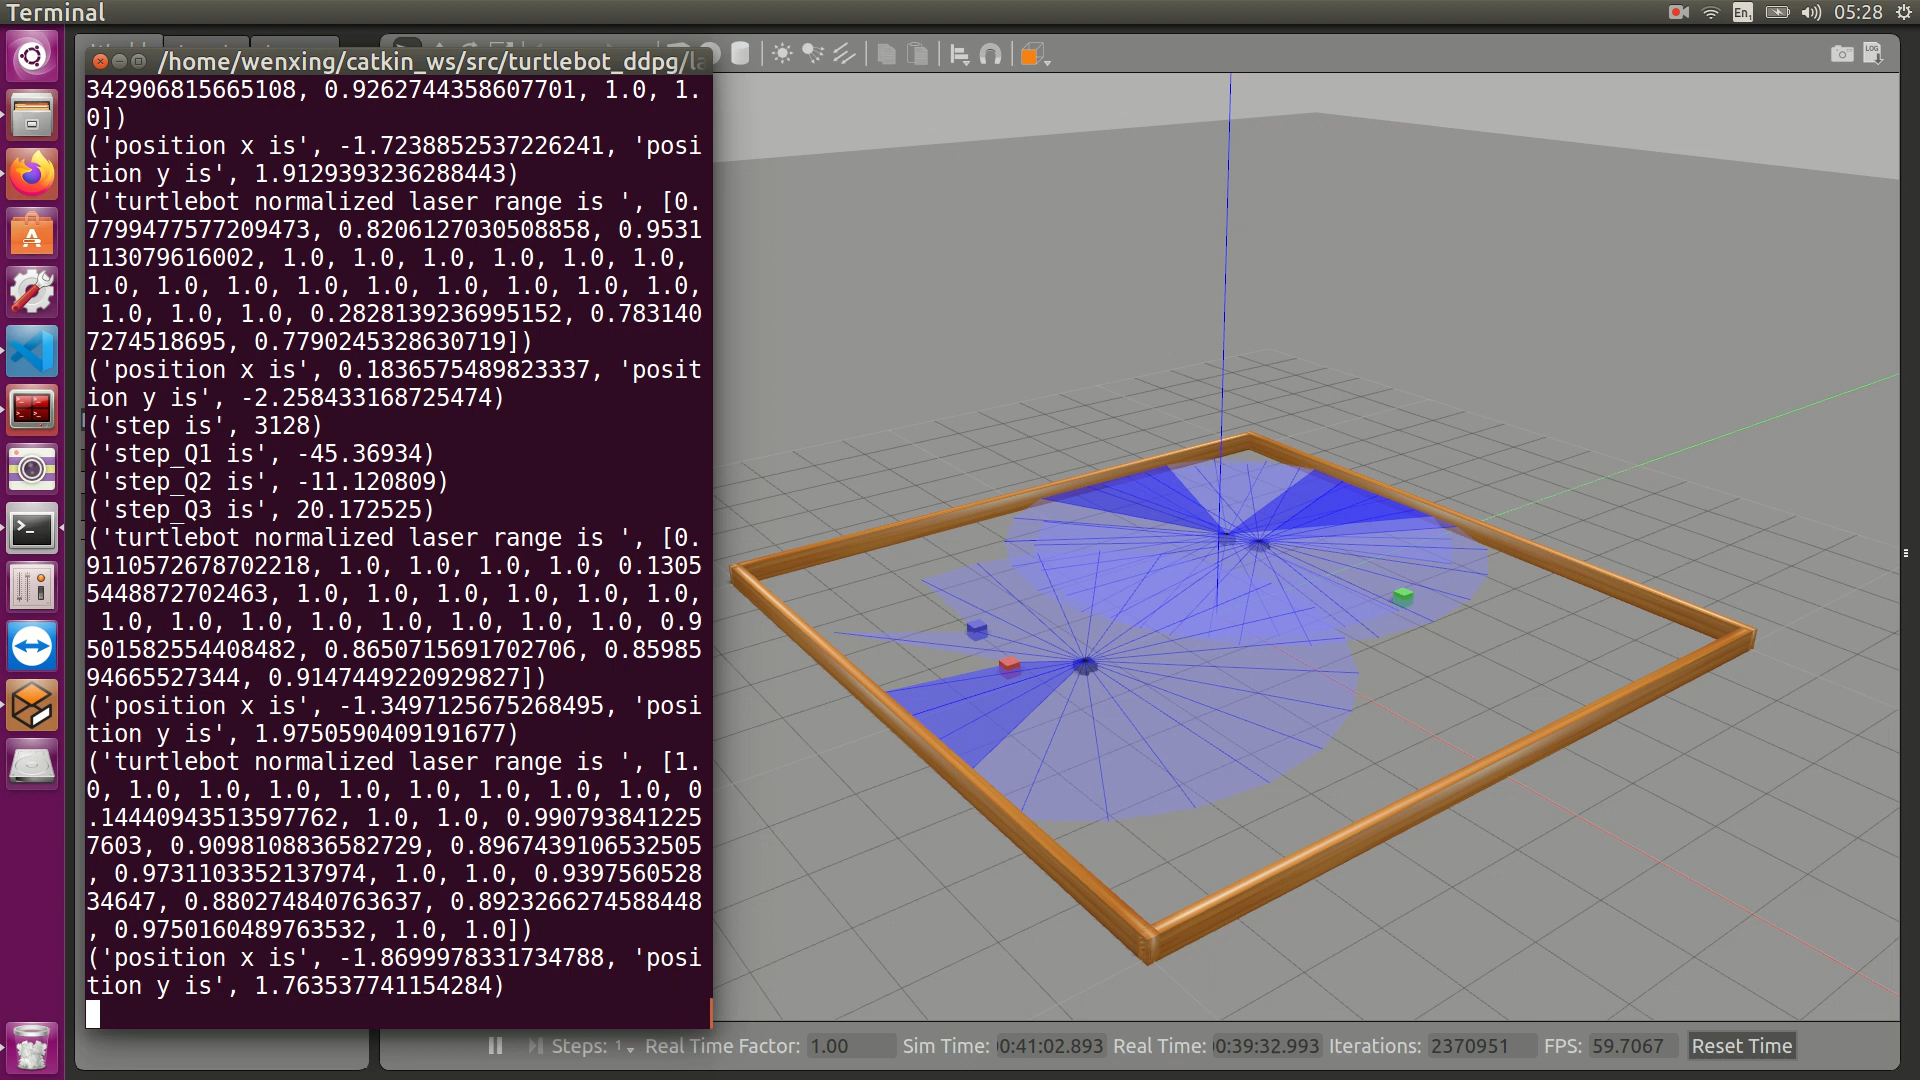 Terminal
En1
05:28
/home/wenxing/catkin_ws/src/turtlebot_ddpg/la
LOG
342906815665108, 0.9262744358607701, 1.0, 1.
0])
('position x is', -1.7238852537226241, 'posi
tion y is', 1.9129393236288443)
('turtlebot normalized laser range is ', [0.
7799477577209473, 0.8206127030508858, 0.9531
113079616002, 1.0, 1.0, 1.0, 1.0, 1.0, 1.0,
1.0, 1.0, 1.0, 1.0, 1.0, 1.0, 1.0, 1.0, 1.0,
 1.0, 1.0, 1.0, 0.2828139236995152, 0.783140
7274518695, 0.7790245328630719])
('position x is', 0.1836575489823337, 'posit
ion y is', -2.258433168725474)
('step is', 3128)
('step_Q1 is', -45.36934)
('step_Q2 is', -11.120809)
('step_Q3 is', 20.172525)
('turtlebot normalized laser range is ', [0.
9110572678702218, 1.0, 1.0, 1.0, 1.0, 0.1305
5448872702463, 1.0, 1.0, 1.0, 1.0, 1.0, 1.0,
 1.0, 1.0, 1.0, 1.0, 1.0, 1.0, 1.0, 1.0, 0.9
501582554408482, 0.8650715691702706, 0.85985
94665527344, 0.9147449220929827])
('position x is', -1.3497125675268495, 'posi
tion y is', 1.9750590409191677)
('turtlebot normalized laser range is ', [1.
0, 1.0, 1.0, 1.0, 1.0, 1.0, 1.0, 1.0, 1.0, 0
.14440943513597762, 1.0, 1.0, 0.990793841225
7603, 0.9098108836582729, 0.8967439106532505
, 0.9731103352137974, 1.0, 1.0, 0.9397560528
34647, 0.880274840763637, 0.8923266274588448
, 0.9750160489763532, 1.0, 1.0])
('position x is', -1.8699978331734788, 'posi
tion y is', 1.763537741154284)
Steps: 1 Real Time Factor: 1.00 Sim Time: 0:41:02.893 Real Time: 0:39:32.993 Iterations: 2370951 FPS: 59.7067 Reset Time